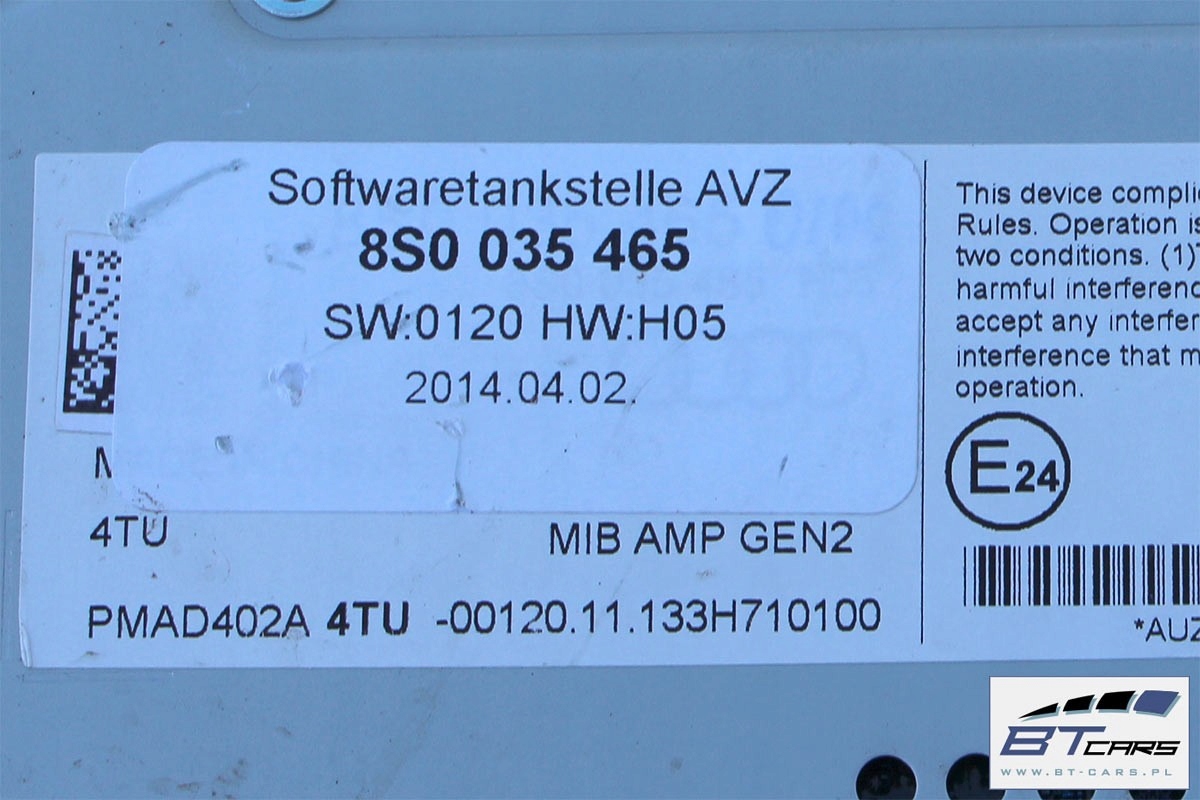 Softwaretankstelle AVZ
8S0 035 465
SW:0120 HW:H05
2014.04.02.
4TU
MIB AMP GEN2
PMAD402A 4TU -00120.11.133H710100
This device compli
Rules. Operation is
two conditions. (1)
harmful interferenc
accept any interfer
interference that m
operation.
E24
*AUZ
BT CARS
WWW.BT-CARS.PL